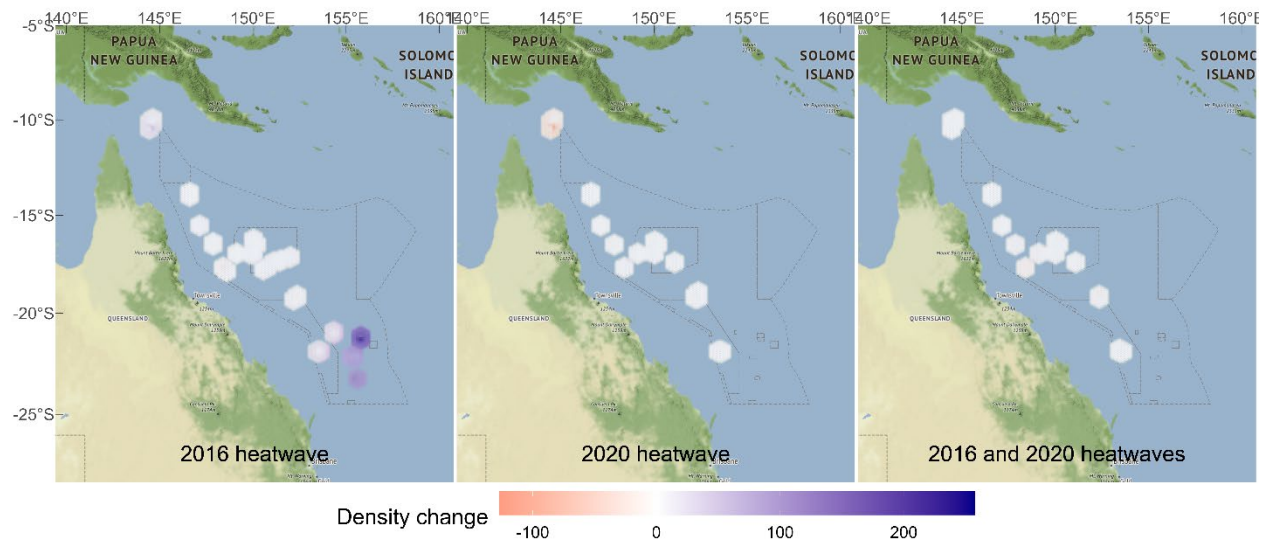 140°E 145°E 150°E 155°E 160°E 145°E 150°E 155°E 160°E 145°E 150°E 155°E 160°E
-5°S
PAPUA NEW GUINEA
SOLOMO ISLAND
PAPUA NEW GUINEA
SOLOMO ISLAND
PAPUA NEW GUINEA
SOLOMO ISLAND
-10°S
-15°S
-20°S
QUEENSLAND
QUEENSLAND
QUEENSLAND
-25°S
2016 heatwave
2020 heatwave
2016 and 2020 heatwaves
Density change
-100 0 100 200